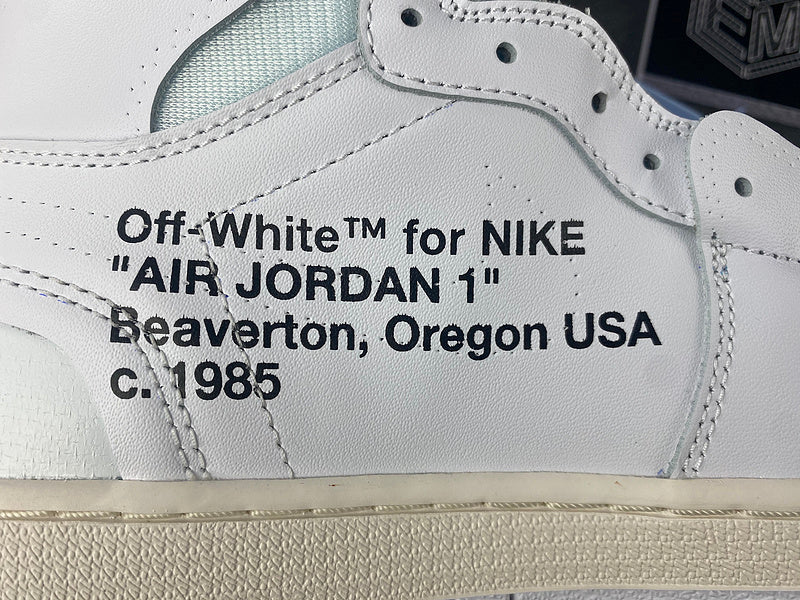 Off-White™ for NIKE
"AIR JORDAN 1"
Beaverton, Oregon USA
c. 1985